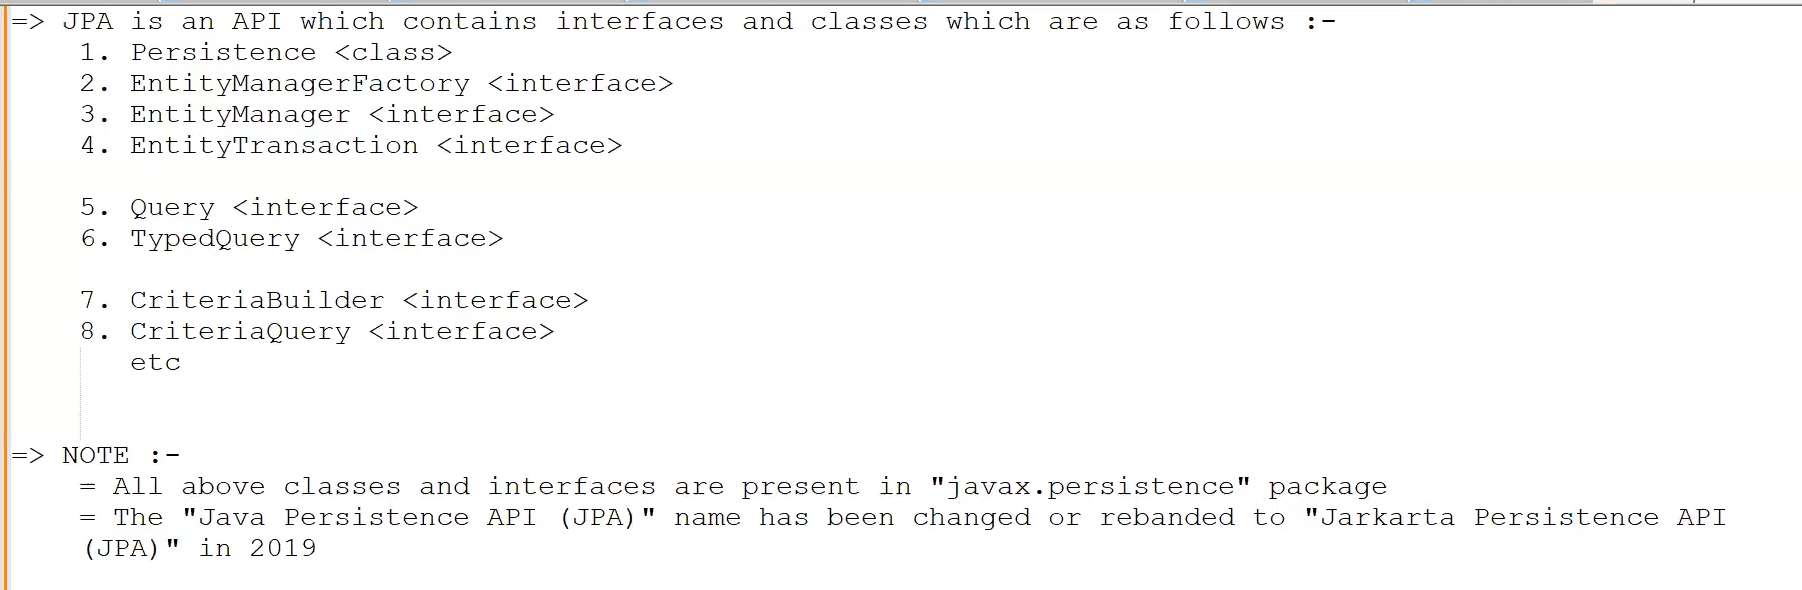 => JPA is an API which contains interfaces and classes which are as follows :-
1. Persistence <class>
2. EntityManagerFactory <interface>
3. EntityManager <interface>
4. EntityTransaction <interface>
5. Query <interface>
6. TypedQuery <interface>
7. CriteriaBuilder <interface>
8. CriteriaQuery <interface>
etc
=> NOTE :-
= All above classes and interfaces are present in "javax.persistence" package
= The "Java Persistence API (JPA)" name has been changed or rebanded to "Jarkarta Persistence API
(JPA)" in 2019